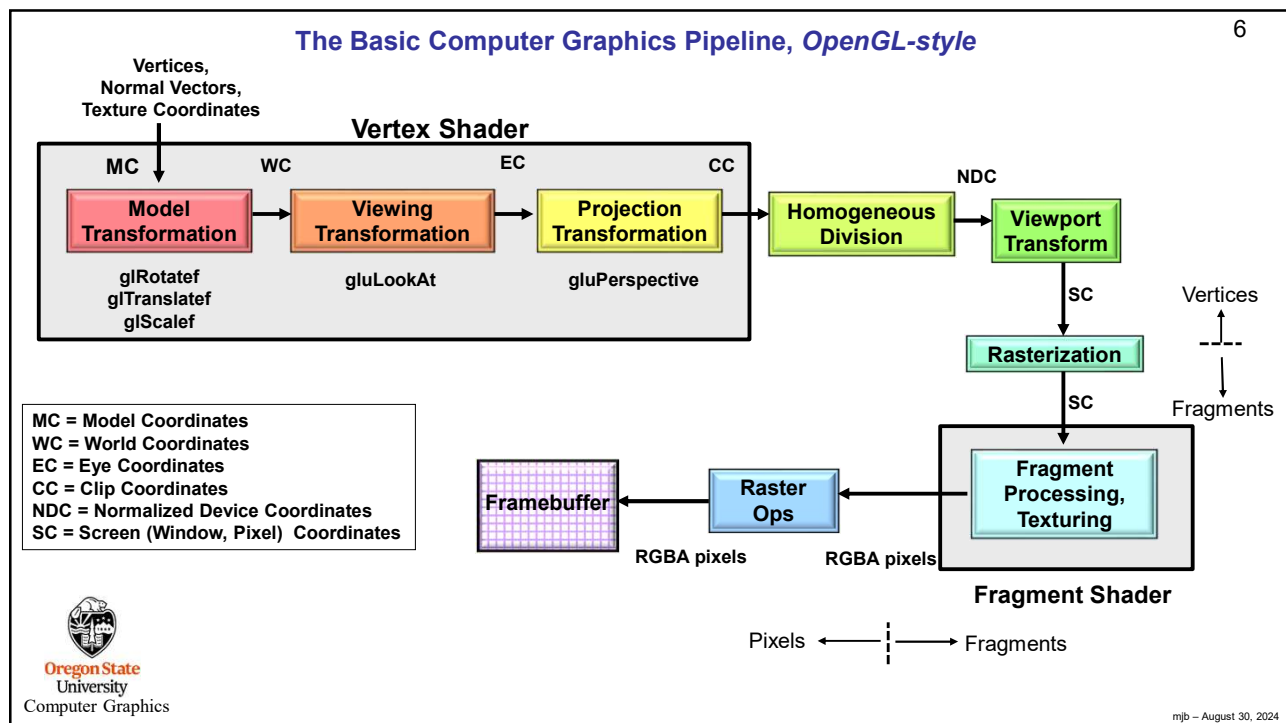 The Basic Computer Graphics Pipeline, OpenGL-style
6
Vertices,
Normal Vectors,
Texture Coordinates
Vertex Shader
MC
WC
EC
CC
NDC
Model
Transformation
Viewing
Transformation
Projection
Transformation
Homogeneous
Division
Viewport
Transform
glRotatef
glTranslatef
glScalef
gluLookAt
gluPerspective
SC
Vertices
Rasterization
Fragments
SC
MC = Model Coordinates
WC = World Coordinates
EC = Eye Coordinates
CC = Clip Coordinates
NDC = Normalized Device Coordinates
SC = Screen (Window, Pixel) Coordinates
Framebuffer
Raster
Ops
Fragment
Processing,
Texturing
RGBA pixels
RGBA pixels
Fragment Shader
Pixels
Fragments
Oregon State
University
Computer Graphics
mjb – August 30, 2024